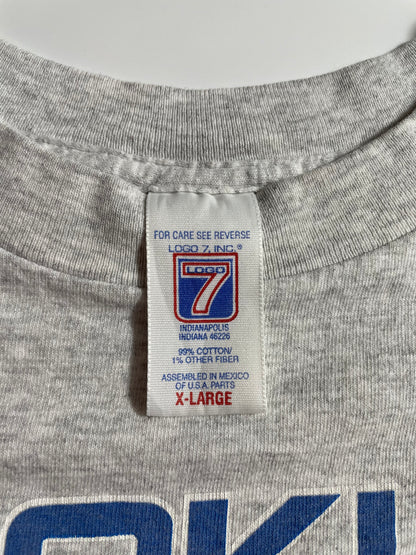 FOR CARE SEE REVERSE
LOGO 7, INC.®
LOGO
7
INDIANAPOLIS
INDIANA 46226
99% COTTON/
1% OTHER FIBER
ASSEMBLED IN MEXICO
OF U.S.A. PARTS
X-LARGE